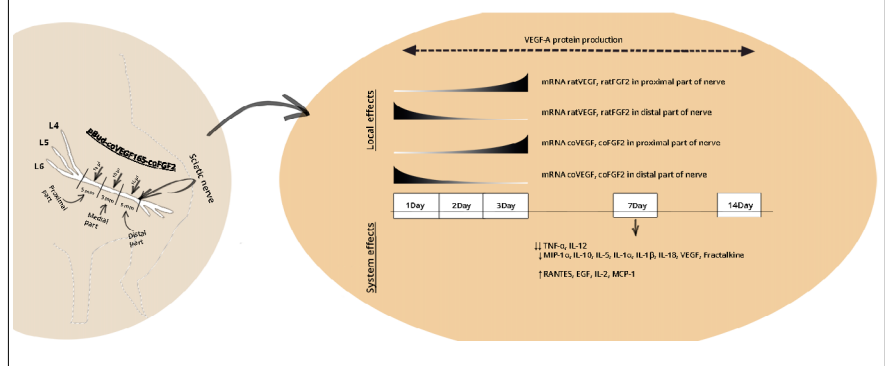 L4
L5
L6
pBud-coVEGF165-coFGF2
Sciatic nerve
5 mm
5 mm
5 mm
Proximal
part
Medial
part
Distal
part
VEGF-A protein production
Local effects
mRNA ratVEGF, ratFGF2 in proximal part of nerve
mRNA ratVEGF, ratFGF2 in distal part of nerve
mRNA coVEGF, coFGF2 in proximal part of nerve
mRNA coVEGF, coFGF2 in distal part of nerve
1Day
2Day
3Day
7Day
14Day
System effects
↓↓ TNF-α, IL-12
↓ MIP-1α, IL-10, IL-5, IL-1α, IL-1β, IL-18, VEGF, Fractalkine
↑ RANTES, EGF, IL-2, MCP-1